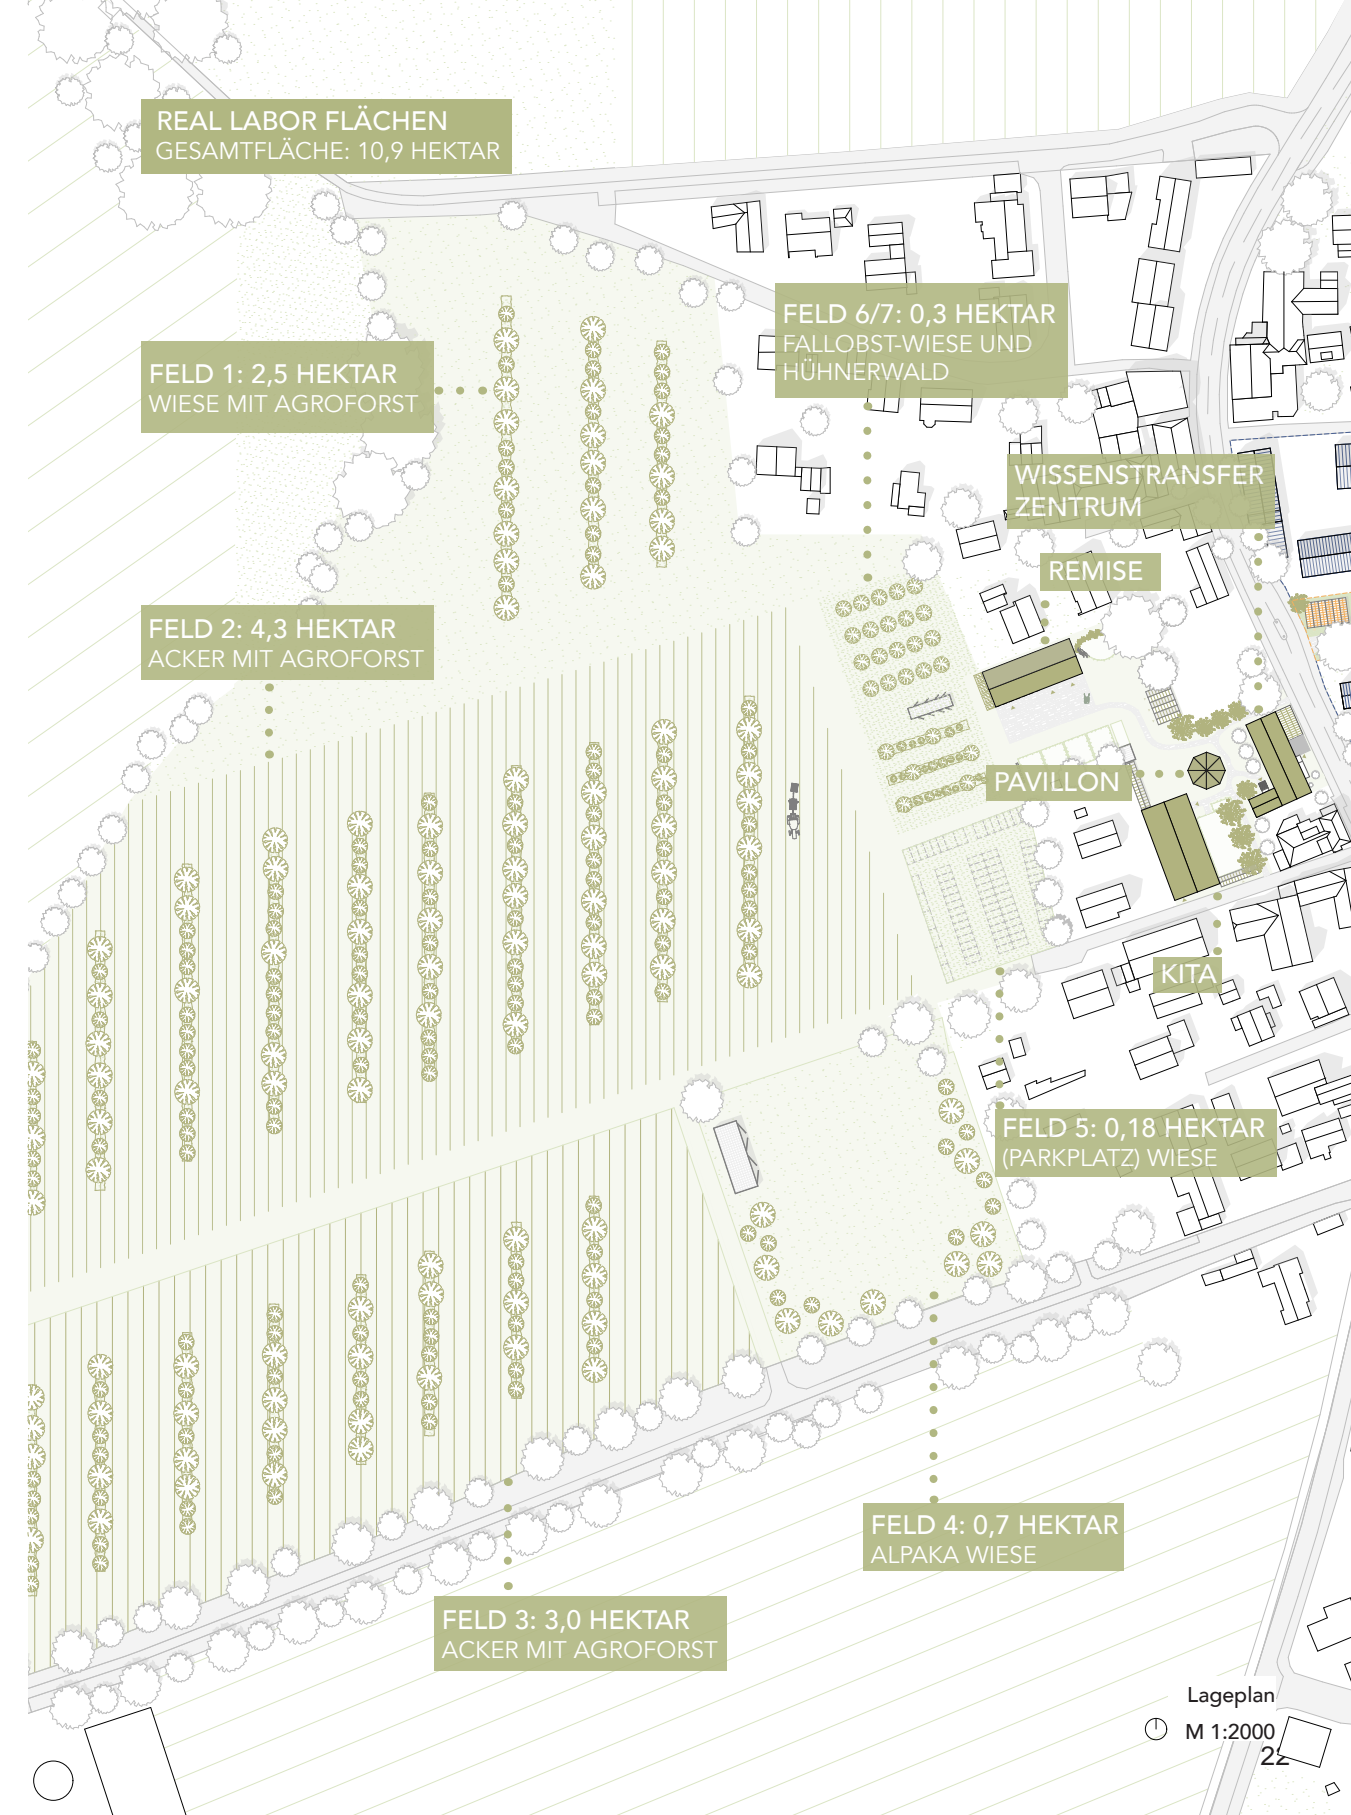 REAL LABOR FLÄCHEN
GESAMTFLÄCHE: 10,9 HEKTAR
FELD 6/7: 0,3 HEKTAR
FALLOBST-WIESE UND
HÜHNERWALD
FELD 1: 2,5 HEKTAR
WIESE MIT AGROFORST
WISSENSTRANSFER
ZENTRUM
REMISE
FELD 2: 4,3 HEKTAR
ACKER MIT AGROFORST
PAVILLON
KITA
FELD 5: 0,18 HEKTAR
(PARKPLATZ) WIESE
FELD 4: 0,7 HEKTAR
ALPAKA WIESE
FELD 3: 3,0 HEKTAR
ACKER MIT AGROFORST
Lageplan
M 1:2000
22